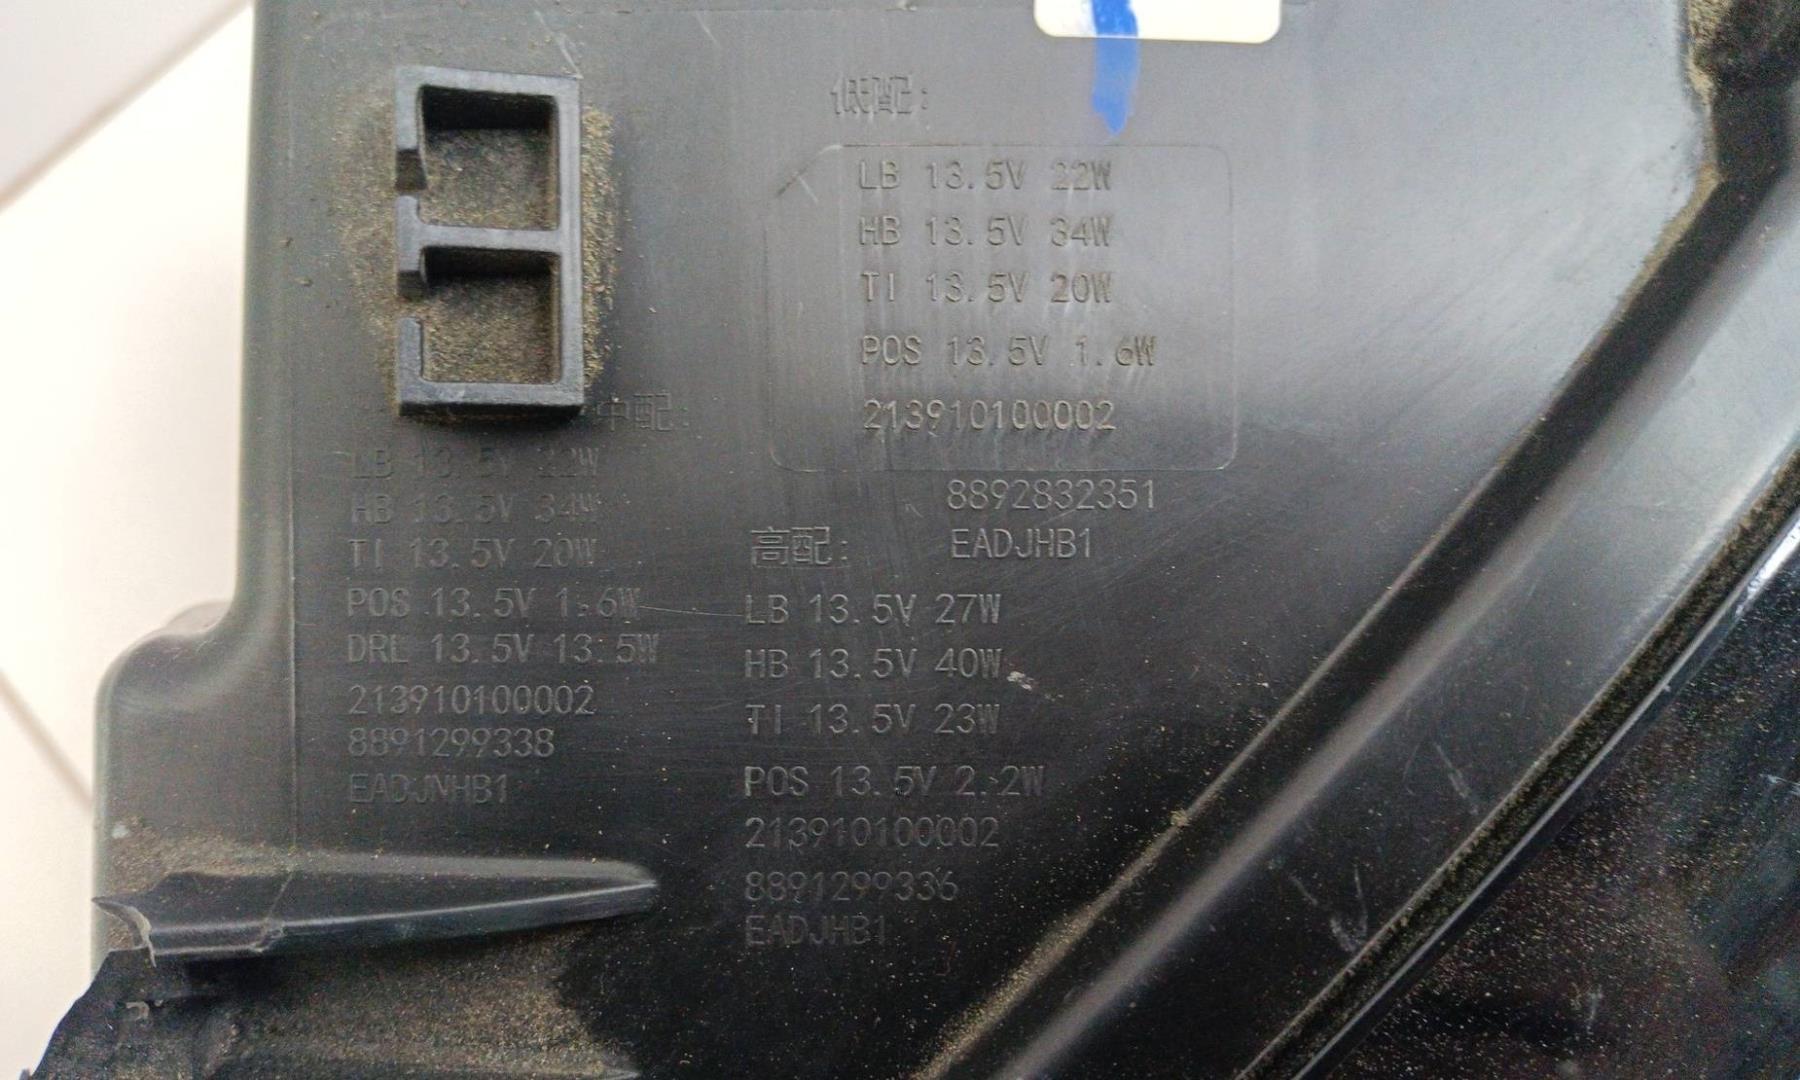 低配:
LB 13.5V 22W
HB 13.5V 34W
TI 13.5V 20W
POS 13.5V 1.6W
213910100002
8892832351
EADJHB1
中配:
LB 13.5V 22W
HB 13.5V 34W
TI 13.5V 20W
POS 13.5V 1.6W
DRL 13.5V 13.5W
213910100002
8891299338
EADJNHB1
高配:
LB 13.5V 27W
HB 13.5V 40W
TI 13.5V 23W
POS 13.5V 2.2W
213910100002
8891299336
EADJHB1